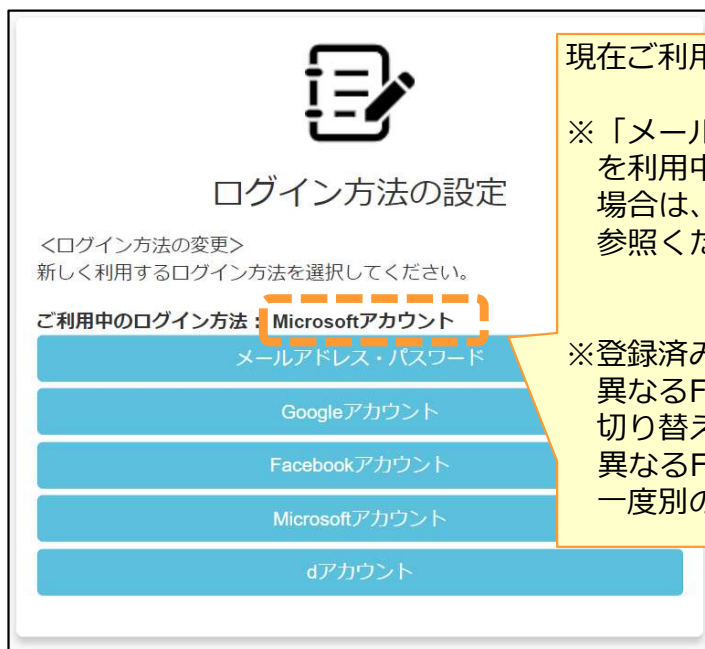 ログイン方法の設定
＜ログイン方法の変更＞
新しく利用するログイン方法を選択してください。
ご利用中のログイン方法： Microsoftアカウント
メールアドレス・パスワード
Googleアカウント
Facebookアカウント
Microsoftアカウント
dアカウント
現在ご利用
※「メール
を利用中
場合は、
参照くだ
※登録済み
異なるF
切り替え
異なるF
一度別の